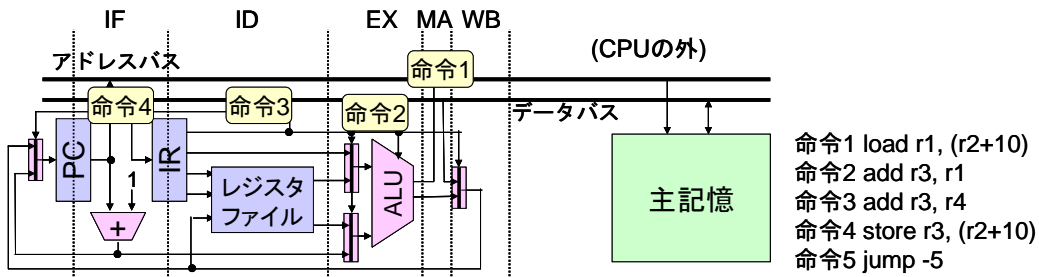 IF ID EX MA WB
(CPUの外)
アドレスバス
命令1
命令4 命令3 命令2
データバス
PC
1
IR
レジスタ
ファイル
ALU
+
主記憶
命令1 load r1, (r2+10)
命令2 add r3, r1
命令3 add r3, r4
命令4 store r3, (r2+10)
命令5 jump -5